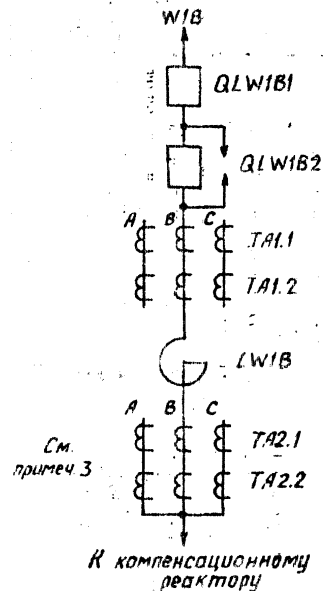 W1B
QLW1B1
QLW1B2
A B C
TA1.1
TA1.2
LW1B
A B C
См.
примеч. 3
TA2.1
TA2.2
К компенсационному
реактору